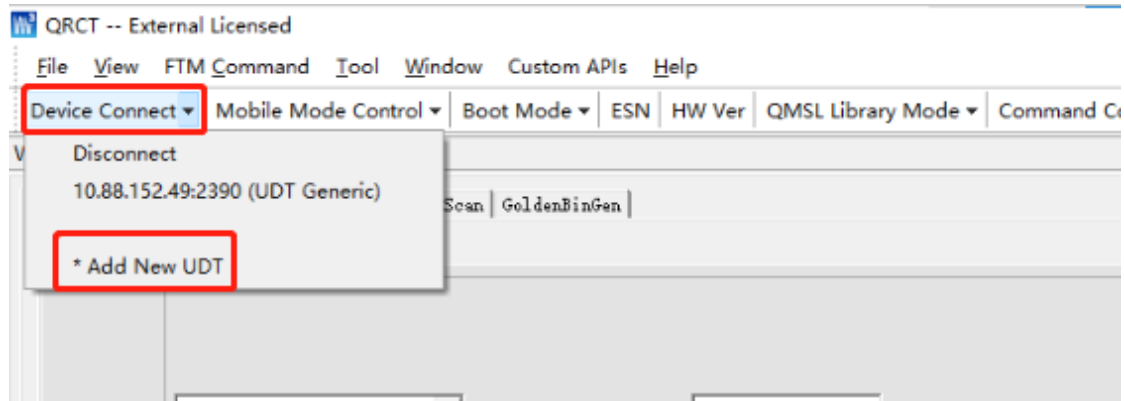 QRCT -- External Licensed
File View FTM Command Tool Window Custom APIs Help
Device Connect Mobile Mode Control Boot Mode ESN HW Ver QMSL Library Mode Command
Disconnect
10.88.152.49:2390 (UDT Generic)
Scan GoldenBinGen
* Add New UDT